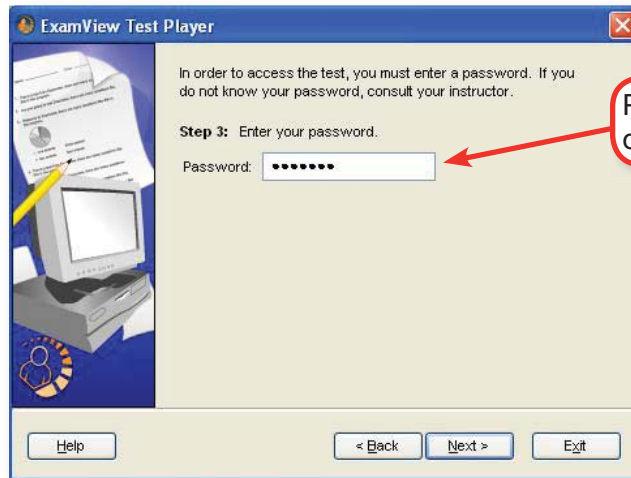 ExamView Test Player
In order to access the test, you must enter a password. If you
do not know your password, consult your instructor.
Step 3: Enter your password.
Password: •••••••
Help
< Back
Next >
Exit